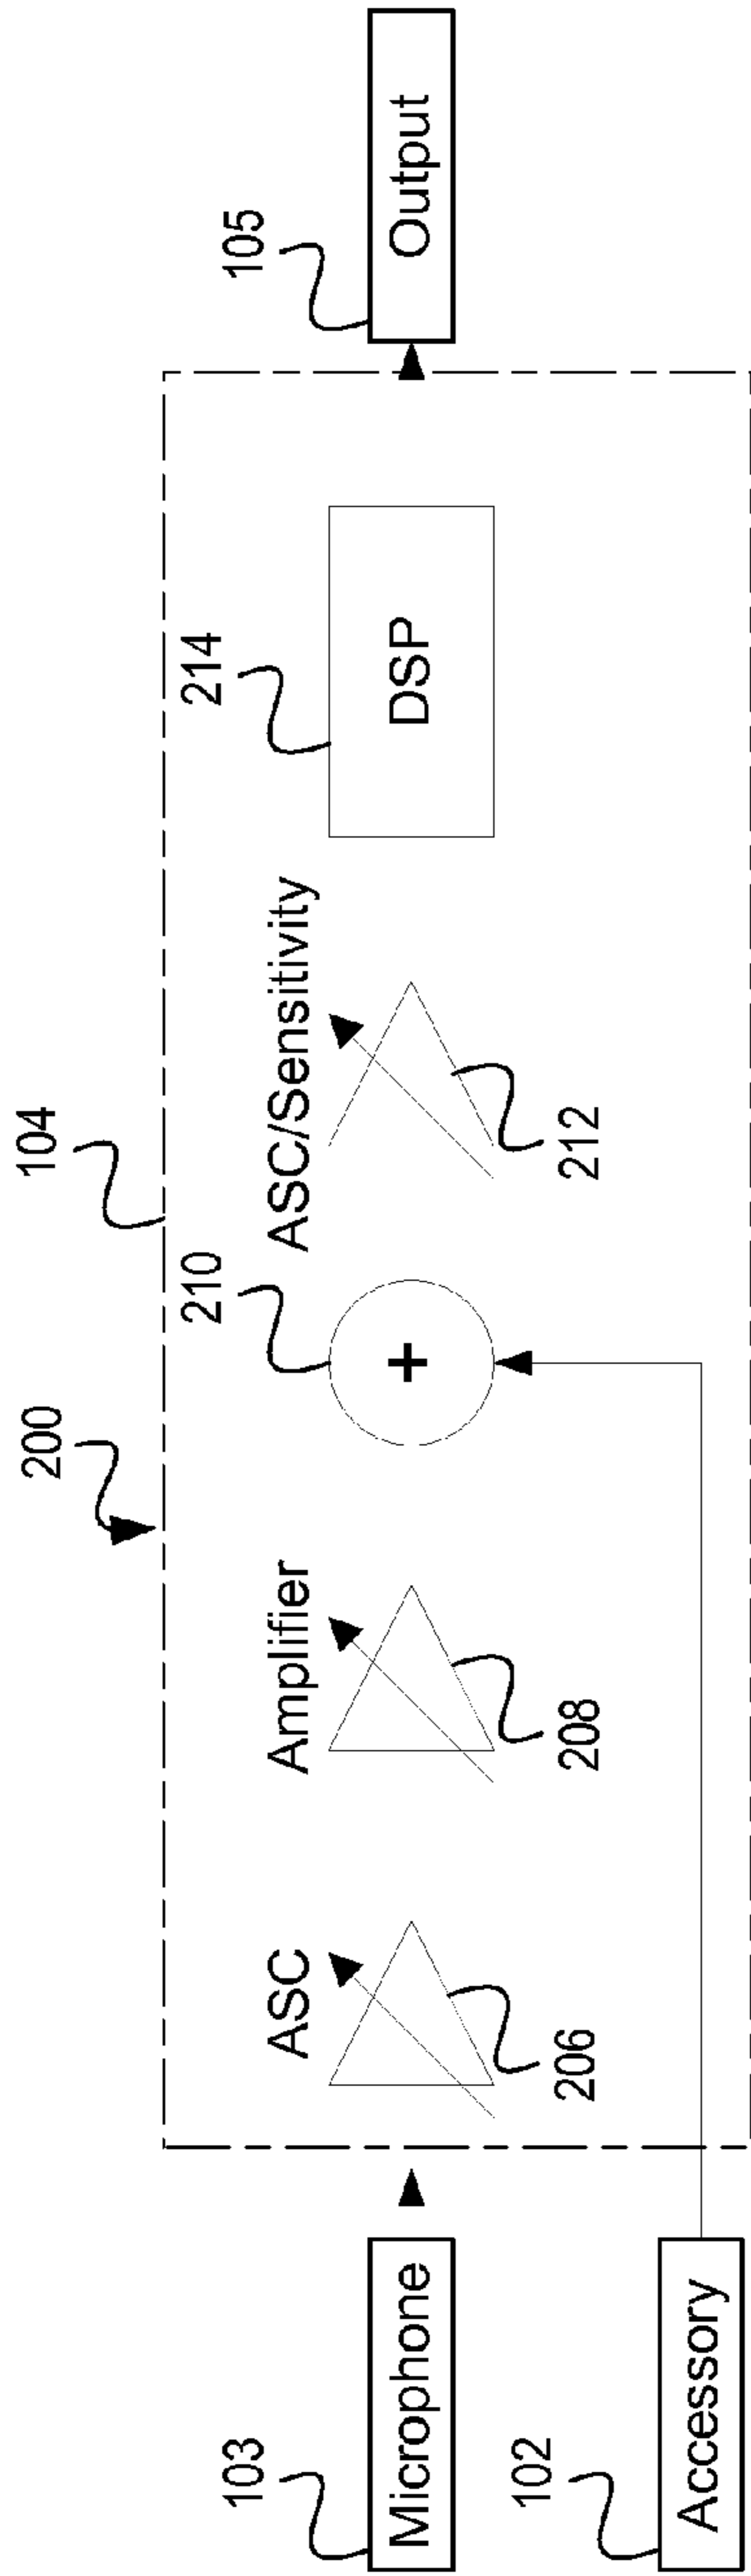 200
104
105
Output
103
Microphone
ASC
206
Amplifier
208
210
+
ASC/Sensitivity
212
214
DSP
102
Accessory